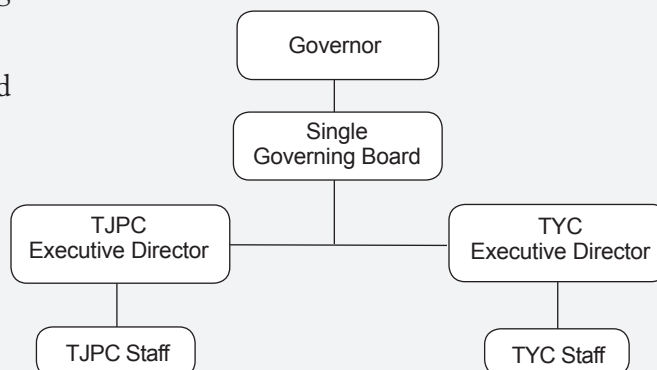 Governor
Single
Governing Board
TJPC
Executive Director
TYC
Executive Director
TJPC Staff
TYC Staff